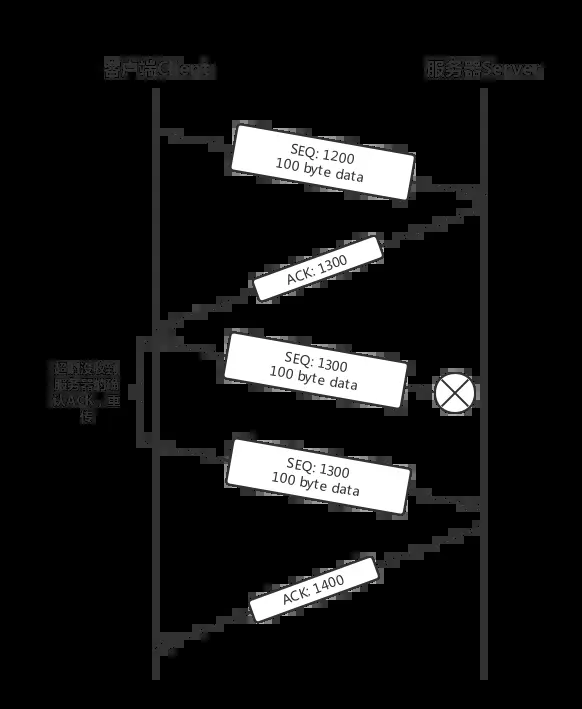 客户端Client
服务器Server
SEQ: 1200
100 byte data
ACK: 1300
SEQ: 1300
100 byte data
超时没收到
服务器的确
认ACK，重
传
SEQ: 1300
100 byte data
ACK: 1400